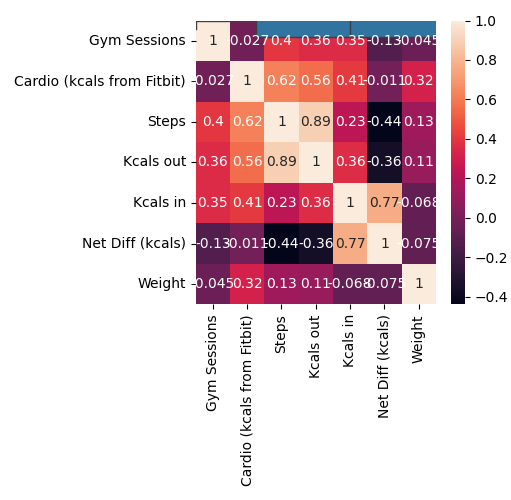 Gym Sessions 1 -0.027 0.4 0.36 0.35 -0.13 -0.045
Cardio (kcals from Fitbit) -0.027 1 0.62 0.56 0.41 -0.011 0.32
Steps 0.4 0.62 1 0.89 0.23 -0.44 0.13
Kcals out 0.36 0.56 0.89 1 0.36 -0.36 0.11
Kcals in 0.35 0.41 0.23 0.36 1 0.77 -0.068
Net Diff (kcals) -0.13 -0.011 -0.44 -0.36 0.77 1 -0.075
Weight -0.045 0.32 0.13 0.11 -0.068 -0.075 1
Gym Sessions
Cardio (kcals from Fitbit)
Steps
Kcals out
Kcals in
Net Diff (kcals)
Weight
1.0
0.8
0.6
0.4
0.2
0.0
−0.2
−0.4